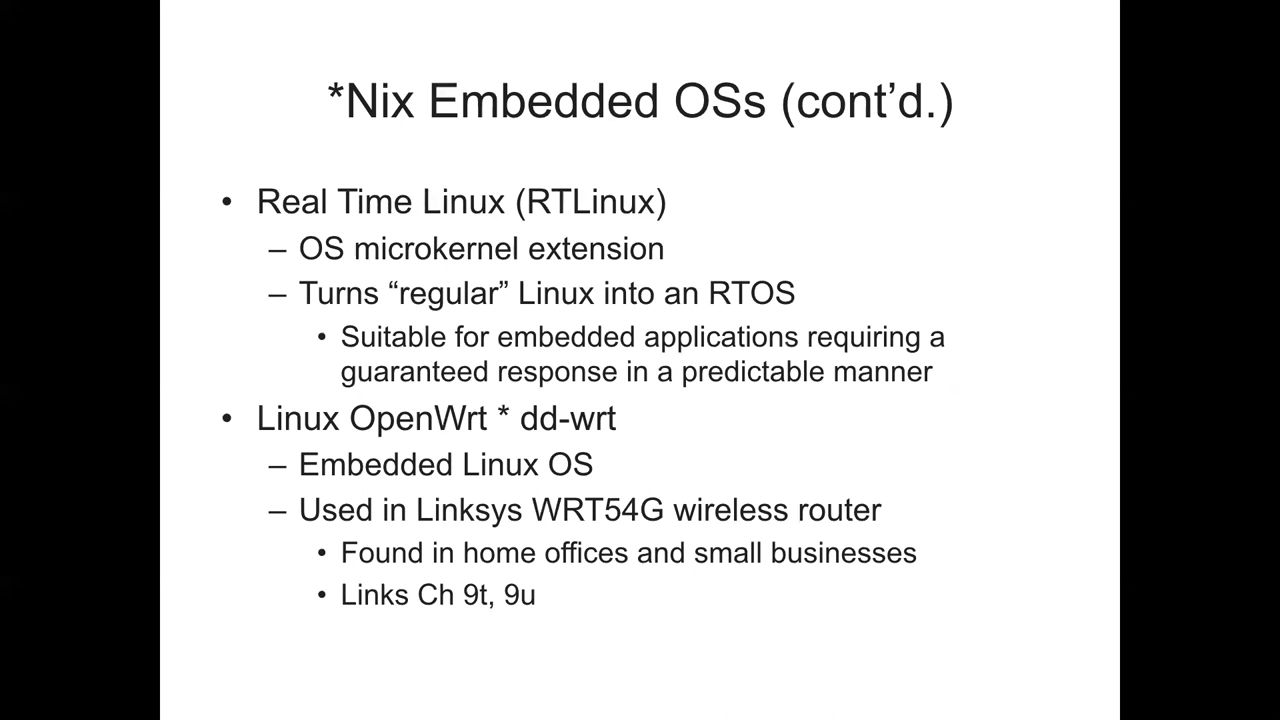 *Nix Embedded OSs (cont’d.)
• Real Time Linux (RTLinux)
– OS microkernel extension
– Turns “regular” Linux into an RTOS
• Suitable for embedded applications requiring a
guaranteed response in a predictable manner
• Linux OpenWrt * dd-wrt
– Embedded Linux OS
– Used in Linksys WRT54G wireless router
• Found in home offices and small businesses
• Links Ch 9t, 9u